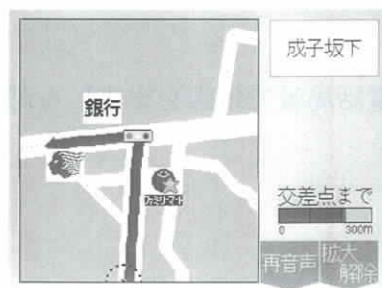 成子坂下
銀行
ファミリーマート
交差点まで
0 300m
再音声
拡大
解除